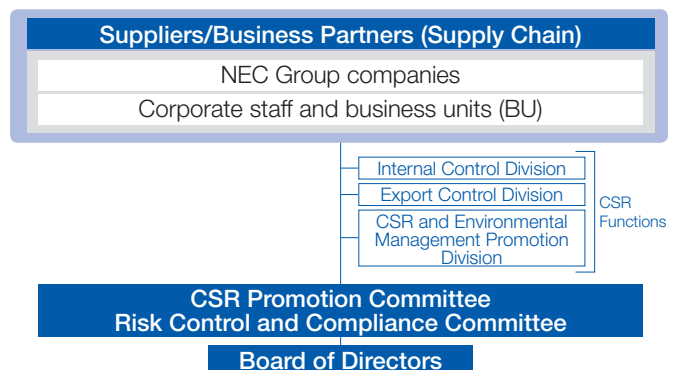 Suppliers/Business Partners (Supply Chain)
NEC Group companies
Corporate staff and business units (BU)
Internal Control Division
Export Control Division
CSR and Environmental
Management Promotion
Division
CSR
Functions
CSR Promotion Committee
Risk Control and Compliance Committee
Board of Directors